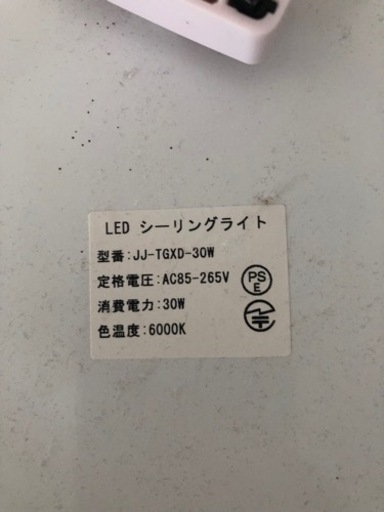 LED シーリングライト
型番:JJ-TGXD-30W
定格電圧:AC85-265V
消費電力:30W
色温度:6000K
PS
E